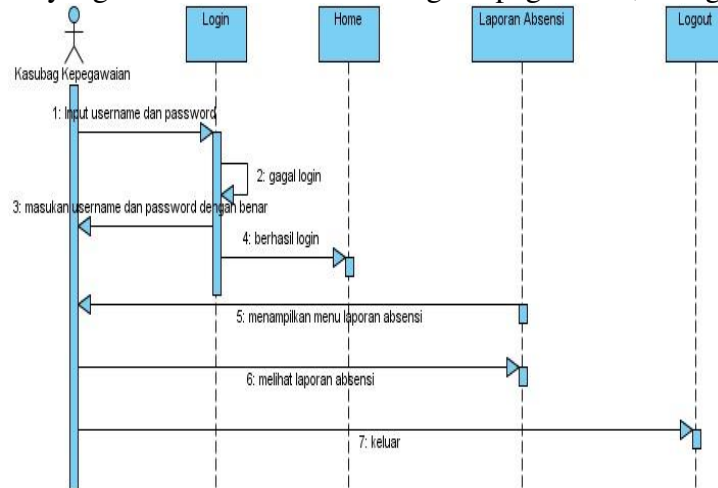 Login
Home
Laporan Absensi
Logout
Kasubag Kepegawaian
1: Input username dan password
2: gagal login
3: masukan username dan password dengan benar
4: berhasil login
5: menampilkan menu laporan absensi
6: melihat laporan absensi
7: keluar